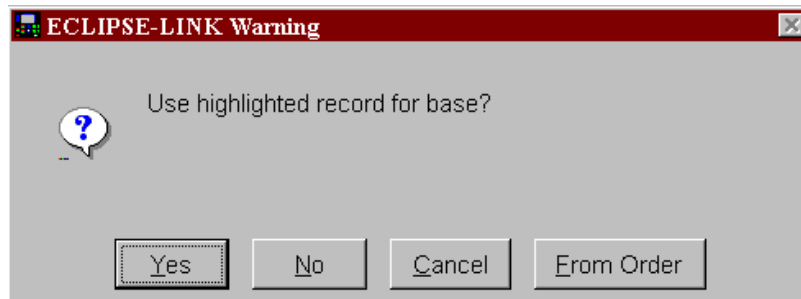 ECLIPSE-LINK Warning
Use highlighted record for base?
Yes No Cancel From Order